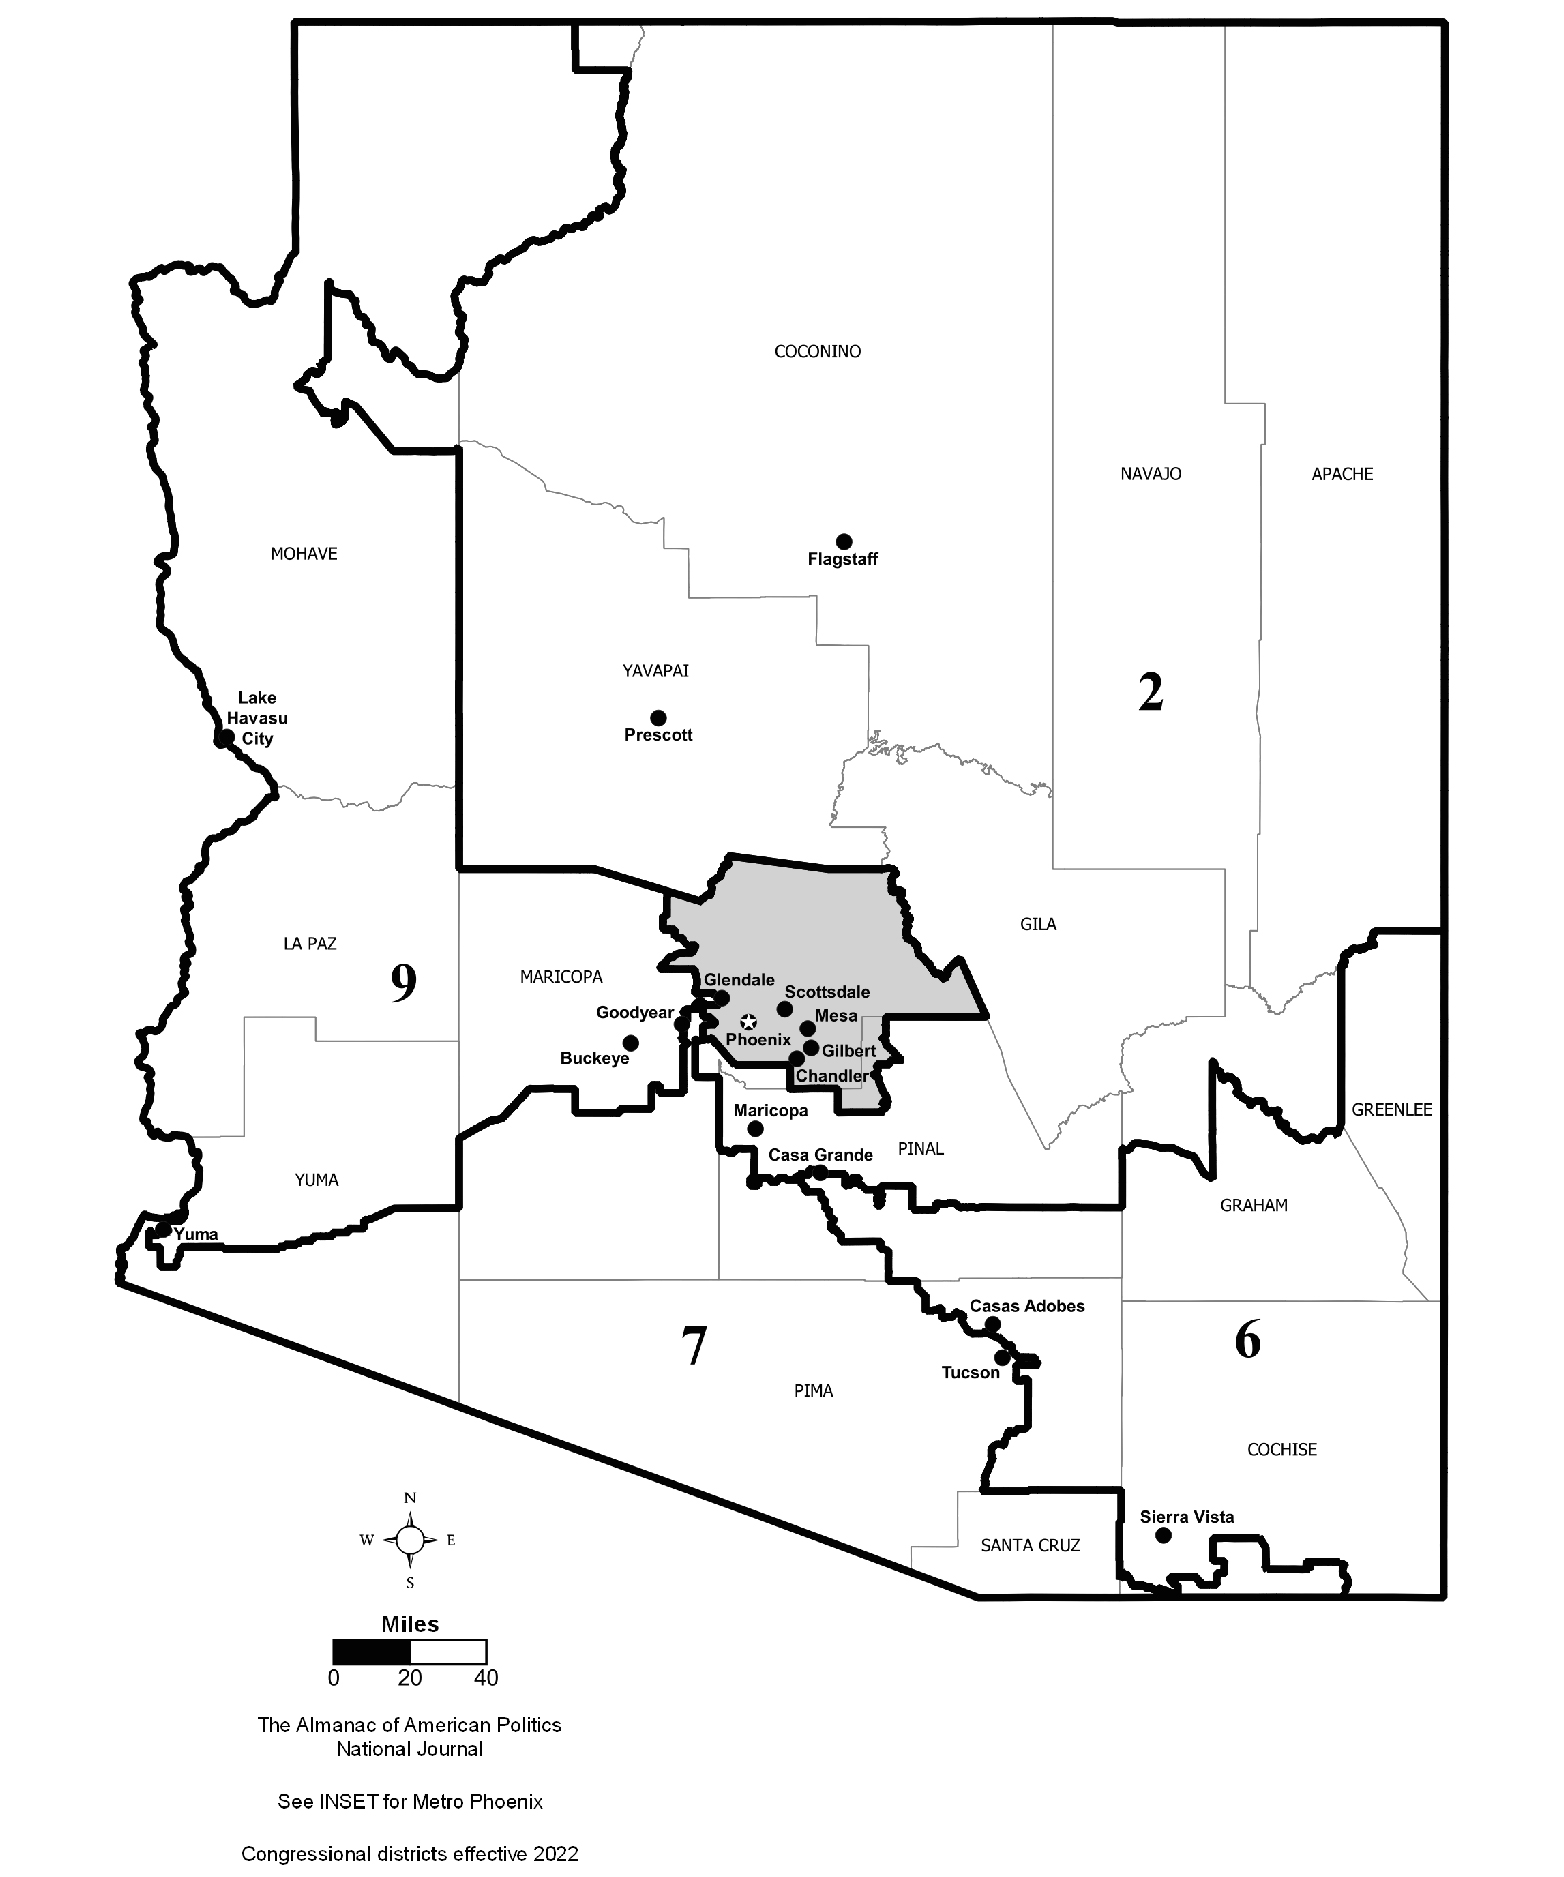 COCONINO
NAVAJO
APACHE
Flagstaff
MOHAVE
YAVAPAI
2
Lake
Havasu
City
Prescott
GILA
LA PAZ
9
MARICOPA
Glendale
Scottsdale
Goodyear
Mesa
Phoenix
Gilbert
Buckeye
Chandler
Maricopa
GREENLEE
Casa Grande
PINAL
YUMA
GRAHAM
Yuma
Casas Adobes
7
6
Tucson
PIMA
COCHISE
N
W
E
S
Sierra Vista
SANTA CRUZ
Miles
0 20 40
The Almanac of American Politics
National Journal
See INSET for Metro Phoenix
Congressional districts effective 2022